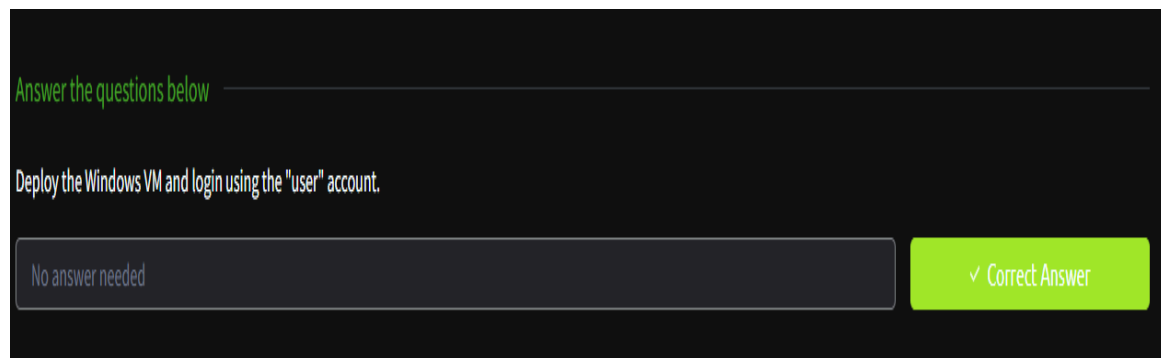 Answer the questions below
Deploy the Windows VM and login using the "user" account.
No answer needed
✓ Correct Answer